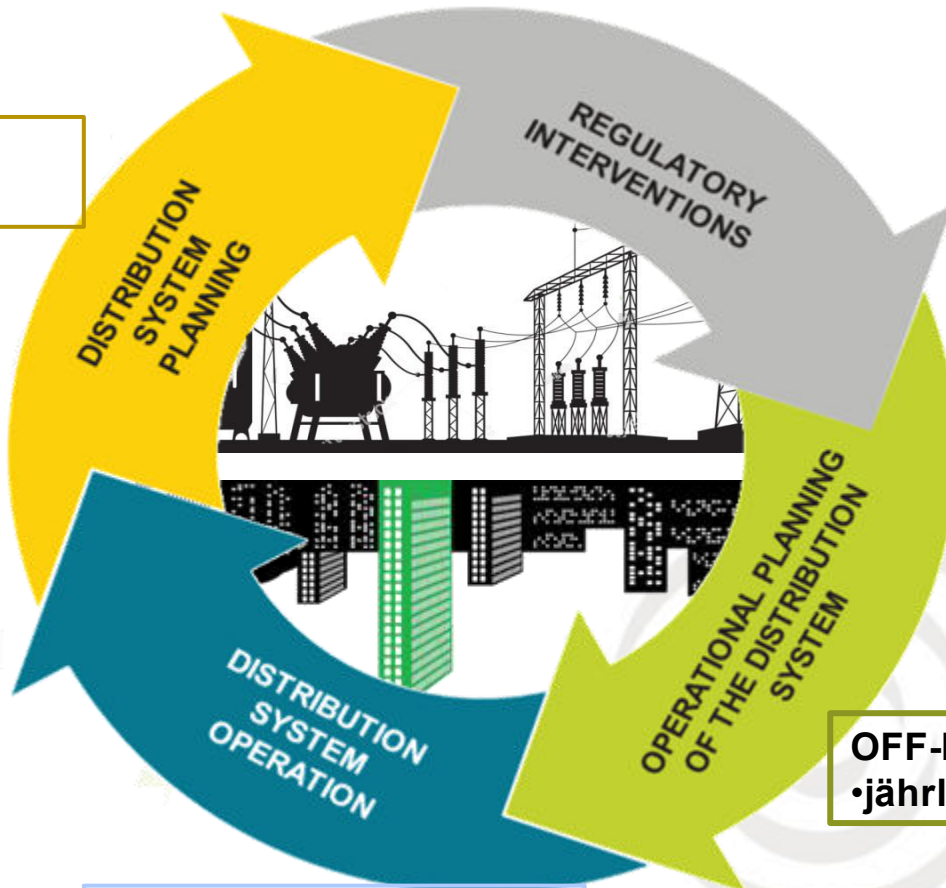 REGULATORY
INTERVENTIONS
DISTRIBUTION
SYSTEM
PLANNING
OPERATIONAL PLANNING
OF THE DISTRIBUTION
SYSTEM
DISTRIBUTION
SYSTEM
OPERATION